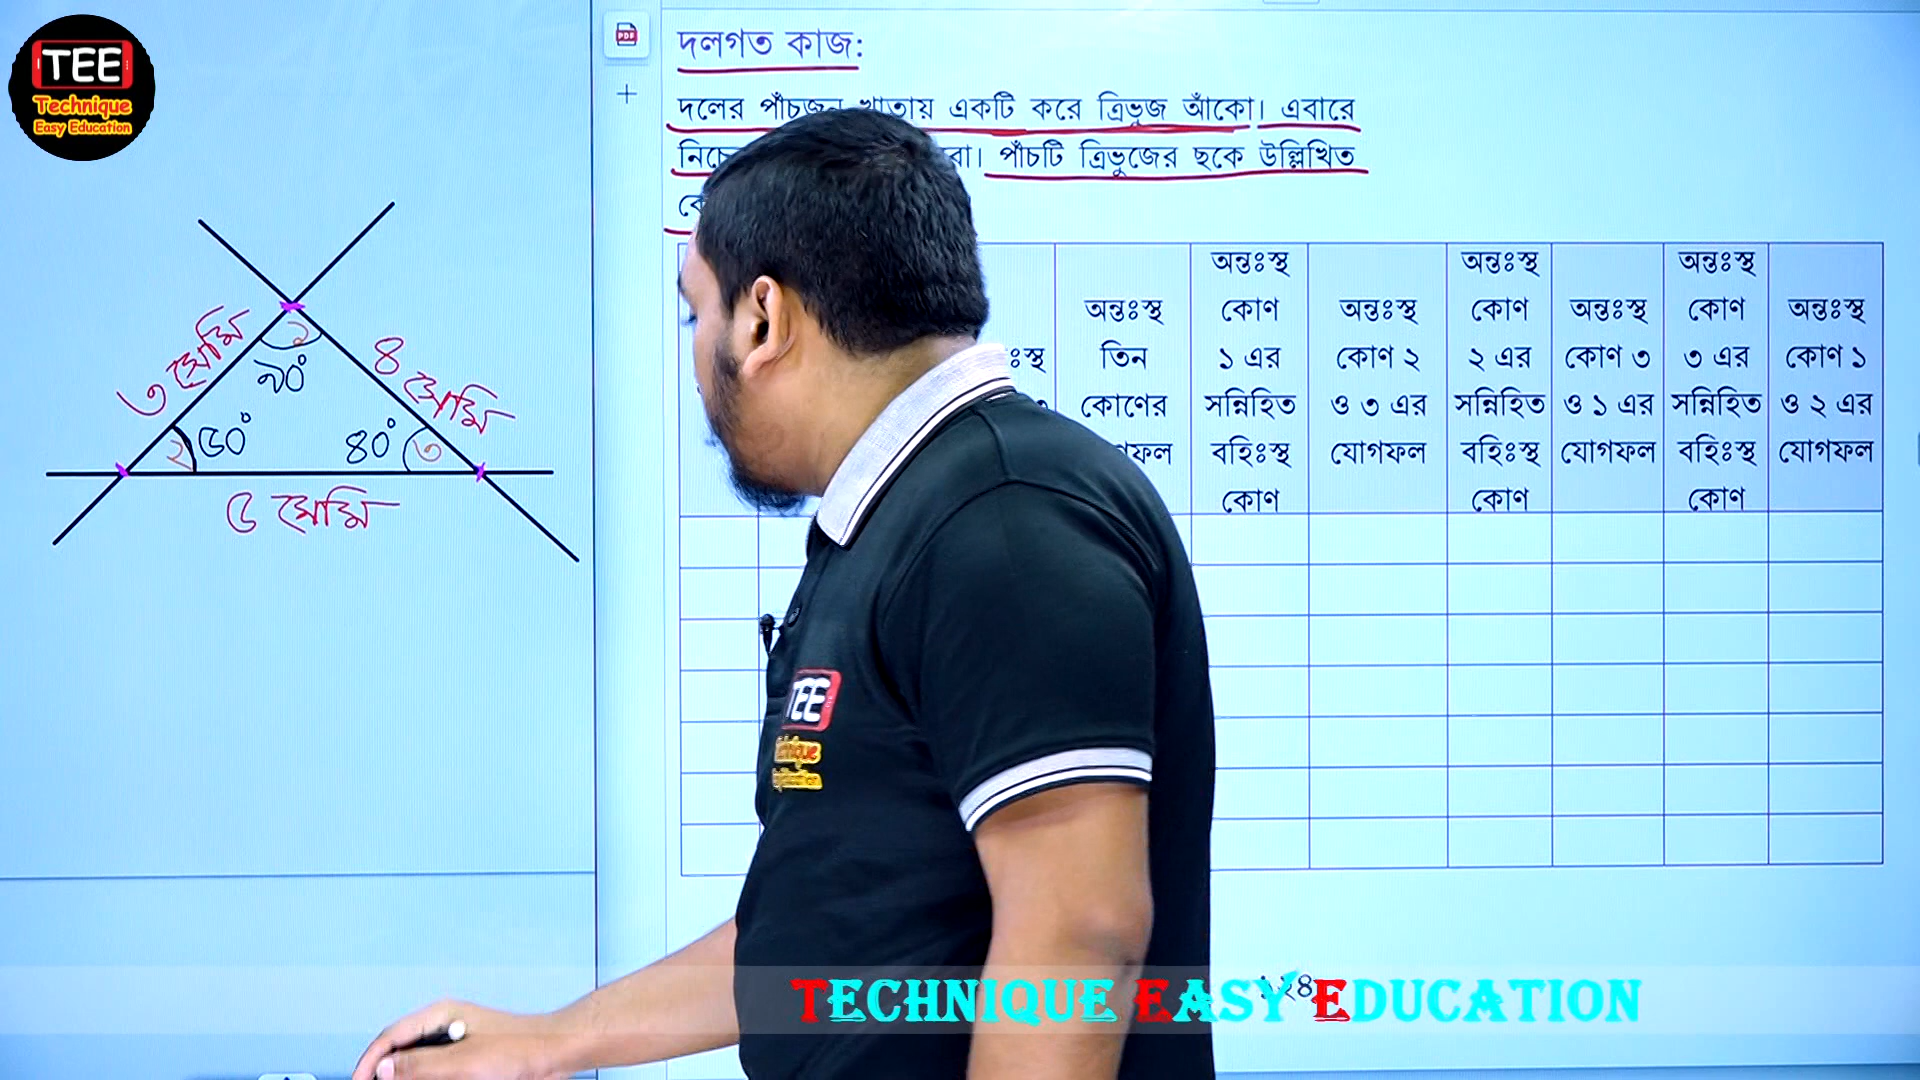 TEE
Technique
Easy Education
দলগত কাজ:
দলের পাঁচজন খাতায় একটি করে ত্রিভুজ আঁকো। এবারে
পাঁচটি ত্রিভুজের ছকে উল্লিখিত
৩ সেমি
৪ সেমি
১
৯০°
২
৫০°
৪০°
৩
৫ সেমি
অন্তঃস্থ
তিন
কোণের
অন্তঃস্থ
কোণ
১ এর
সন্নিহিত
বহিঃস্থ
কোণ
অন্তঃস্থ
কোণ ২
ও ৩ এর
যোগফল
অন্তঃস্থ
কোণ
২ এর
সন্নিহিত
বহিঃস্থ
কোণ
অন্তঃস্থ
কোণ ৩
ও ১ এর
যোগফল
অন্তঃস্থ
কোণ
৩ এর
সন্নিহিত
বহিঃস্থ
কোণ
অন্তঃস্থ
কোণ ১
ও ২ এর
যোগফল
TEE
TECHNIQUE EASY EDUCATION